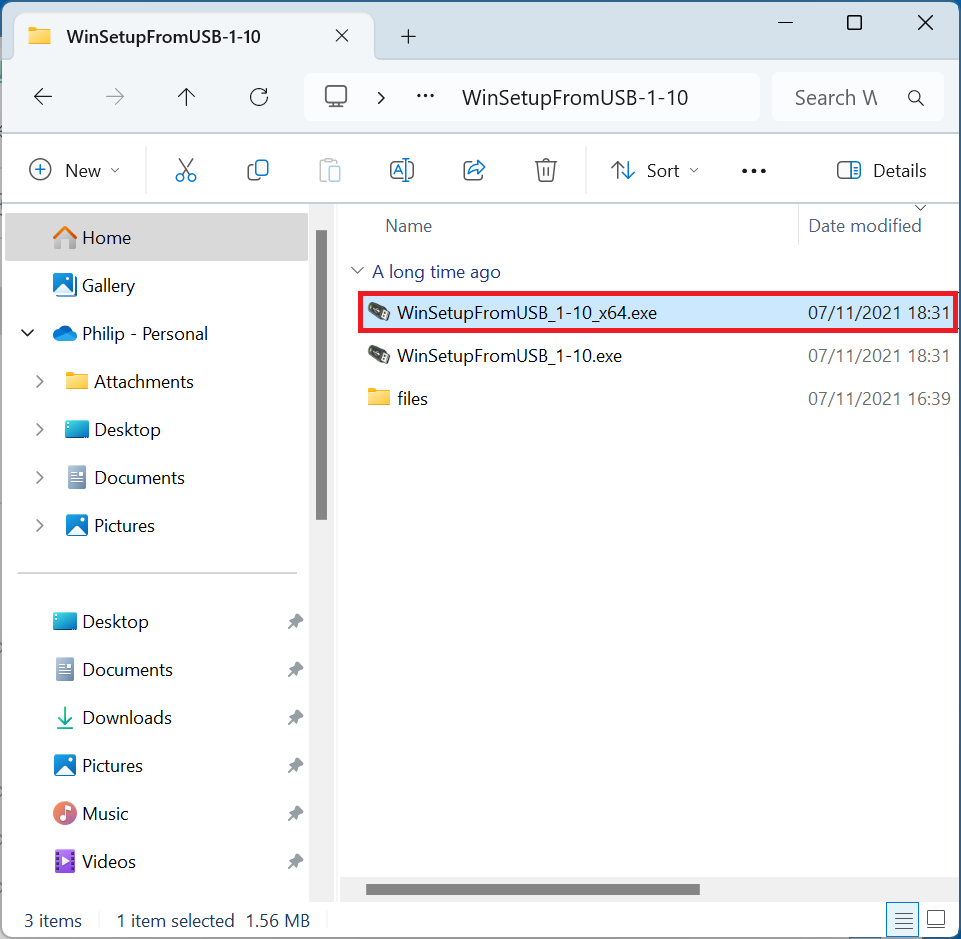 WinSetupFromUSB-1-10
WinSetupFromUSB-1-10
Search W
New
Sort
Details
Home
Gallery
Philip - Personal
Attachments
Desktop
Documents
Pictures
Desktop
Documents
Downloads
Pictures
Music
Videos
Name Date modified
A long time ago
WinSetupFromUSB_1-10_x64.exe 07/11/2021 18:31
WinSetupFromUSB_1-10.exe 07/11/2021 18:31
files 07/11/2021 16:39
3 items 1 item selected 1.56 MB